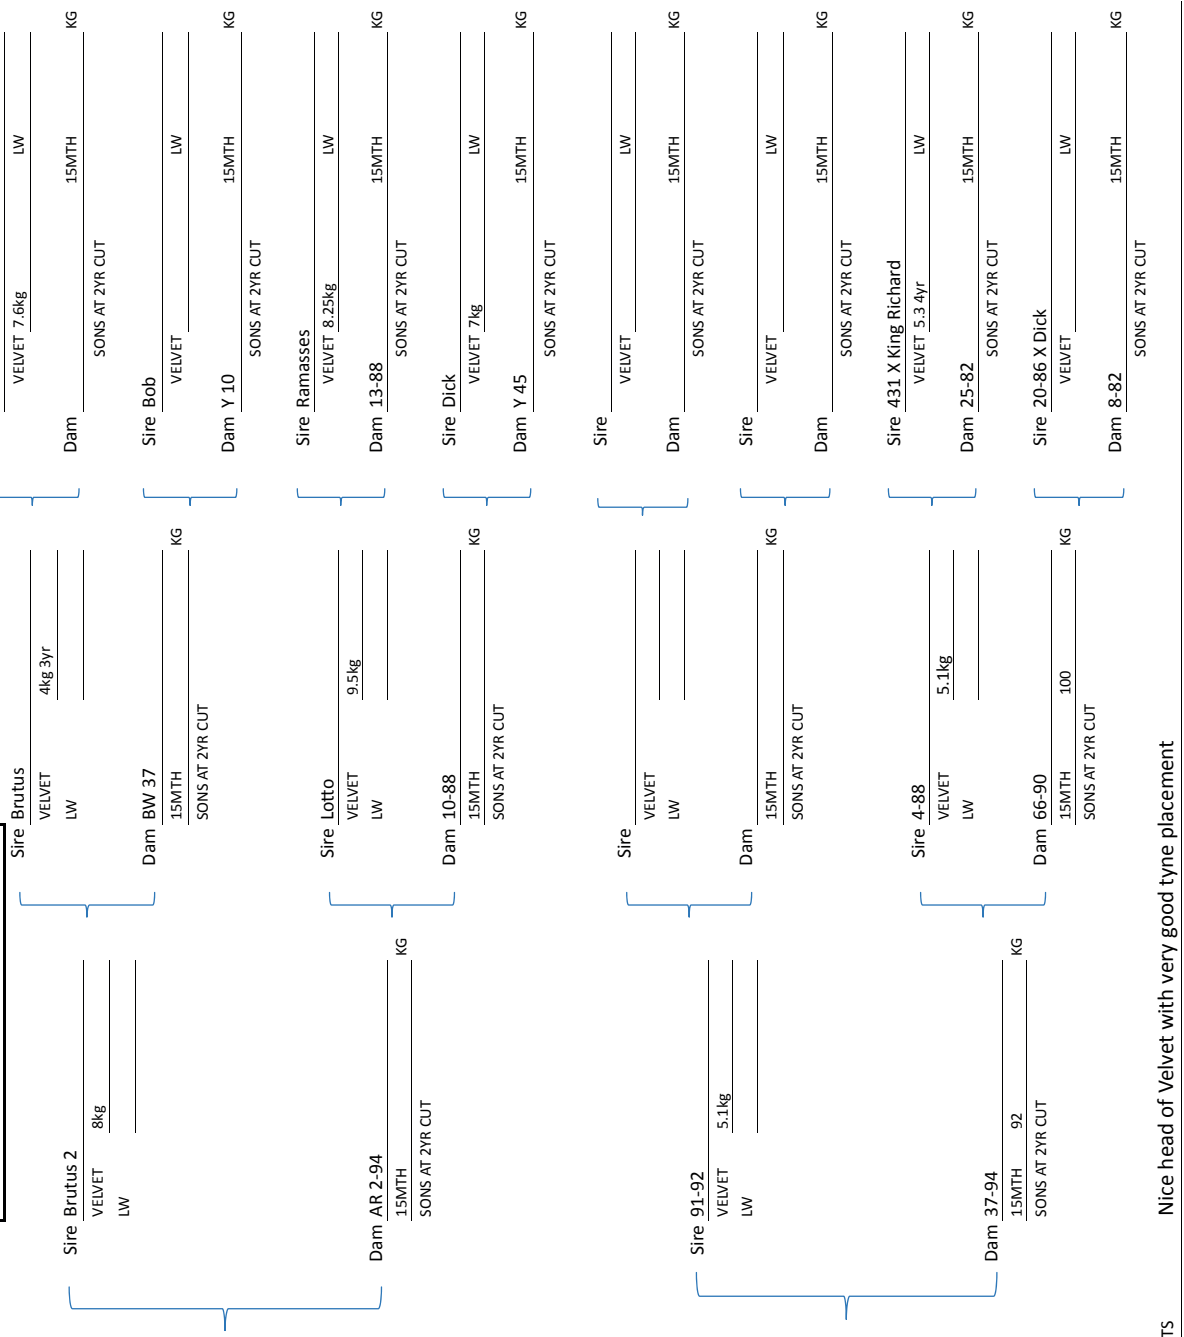 Sire Brutus 2
VELVET 8kg
LW
Dam AR 2-94
15MTH KG
SONS AT 2YR CUT
Sire 91-92
VELVET 5.1kg
LW
Dam 37-94
15MTH 92 KG
SONS AT 2YR CUT
Sire Brutus
VELVET 4kg 3yr
LW
Dam BW 37
15MTH KG
SONS AT 2YR CUT
Sire Lotto
VELVET 9.5kg
LW
Dam 10-88
15MTH KG
SONS AT 2YR CUT
Sire
VELVET
LW
Dam
15MTH KG
SONS AT 2YR CUT
Sire 4-88
VELVET 5.1kg
LW
Dam 66-90
15MTH 100 KG
SONS AT 2YR CUT
VELVET 7.6kg LW
Dam 15MTH KG
SONS AT 2YR CUT
Sire Bob
VELVET LW
Dam Y 10 15MTH KG
SONS AT 2YR CUT
Sire Ramasses
VELVET 8.25kg LW
Dam 13-88 15MTH KG
SONS AT 2YR CUT
Sire Dick
VELVET 7kg LW
Dam Y 45 15MTH KG
SONS AT 2YR CUT
Sire
VELVET LW
Dam 15MTH KG
SONS AT 2YR CUT
Sire
VELVET LW
Dam 15MTH KG
SONS AT 2YR CUT
Sire 431 X King Richard
VELVET 5.3 4yr LW
Dam 25-82 15MTH KG
SONS AT 2YR CUT
Sire 20-86 X Dick
VELVET LW
Dam 8-82 15MTH KG
SONS AT 2YR CUT
TS Nice head of Velvet with very good tyne placement